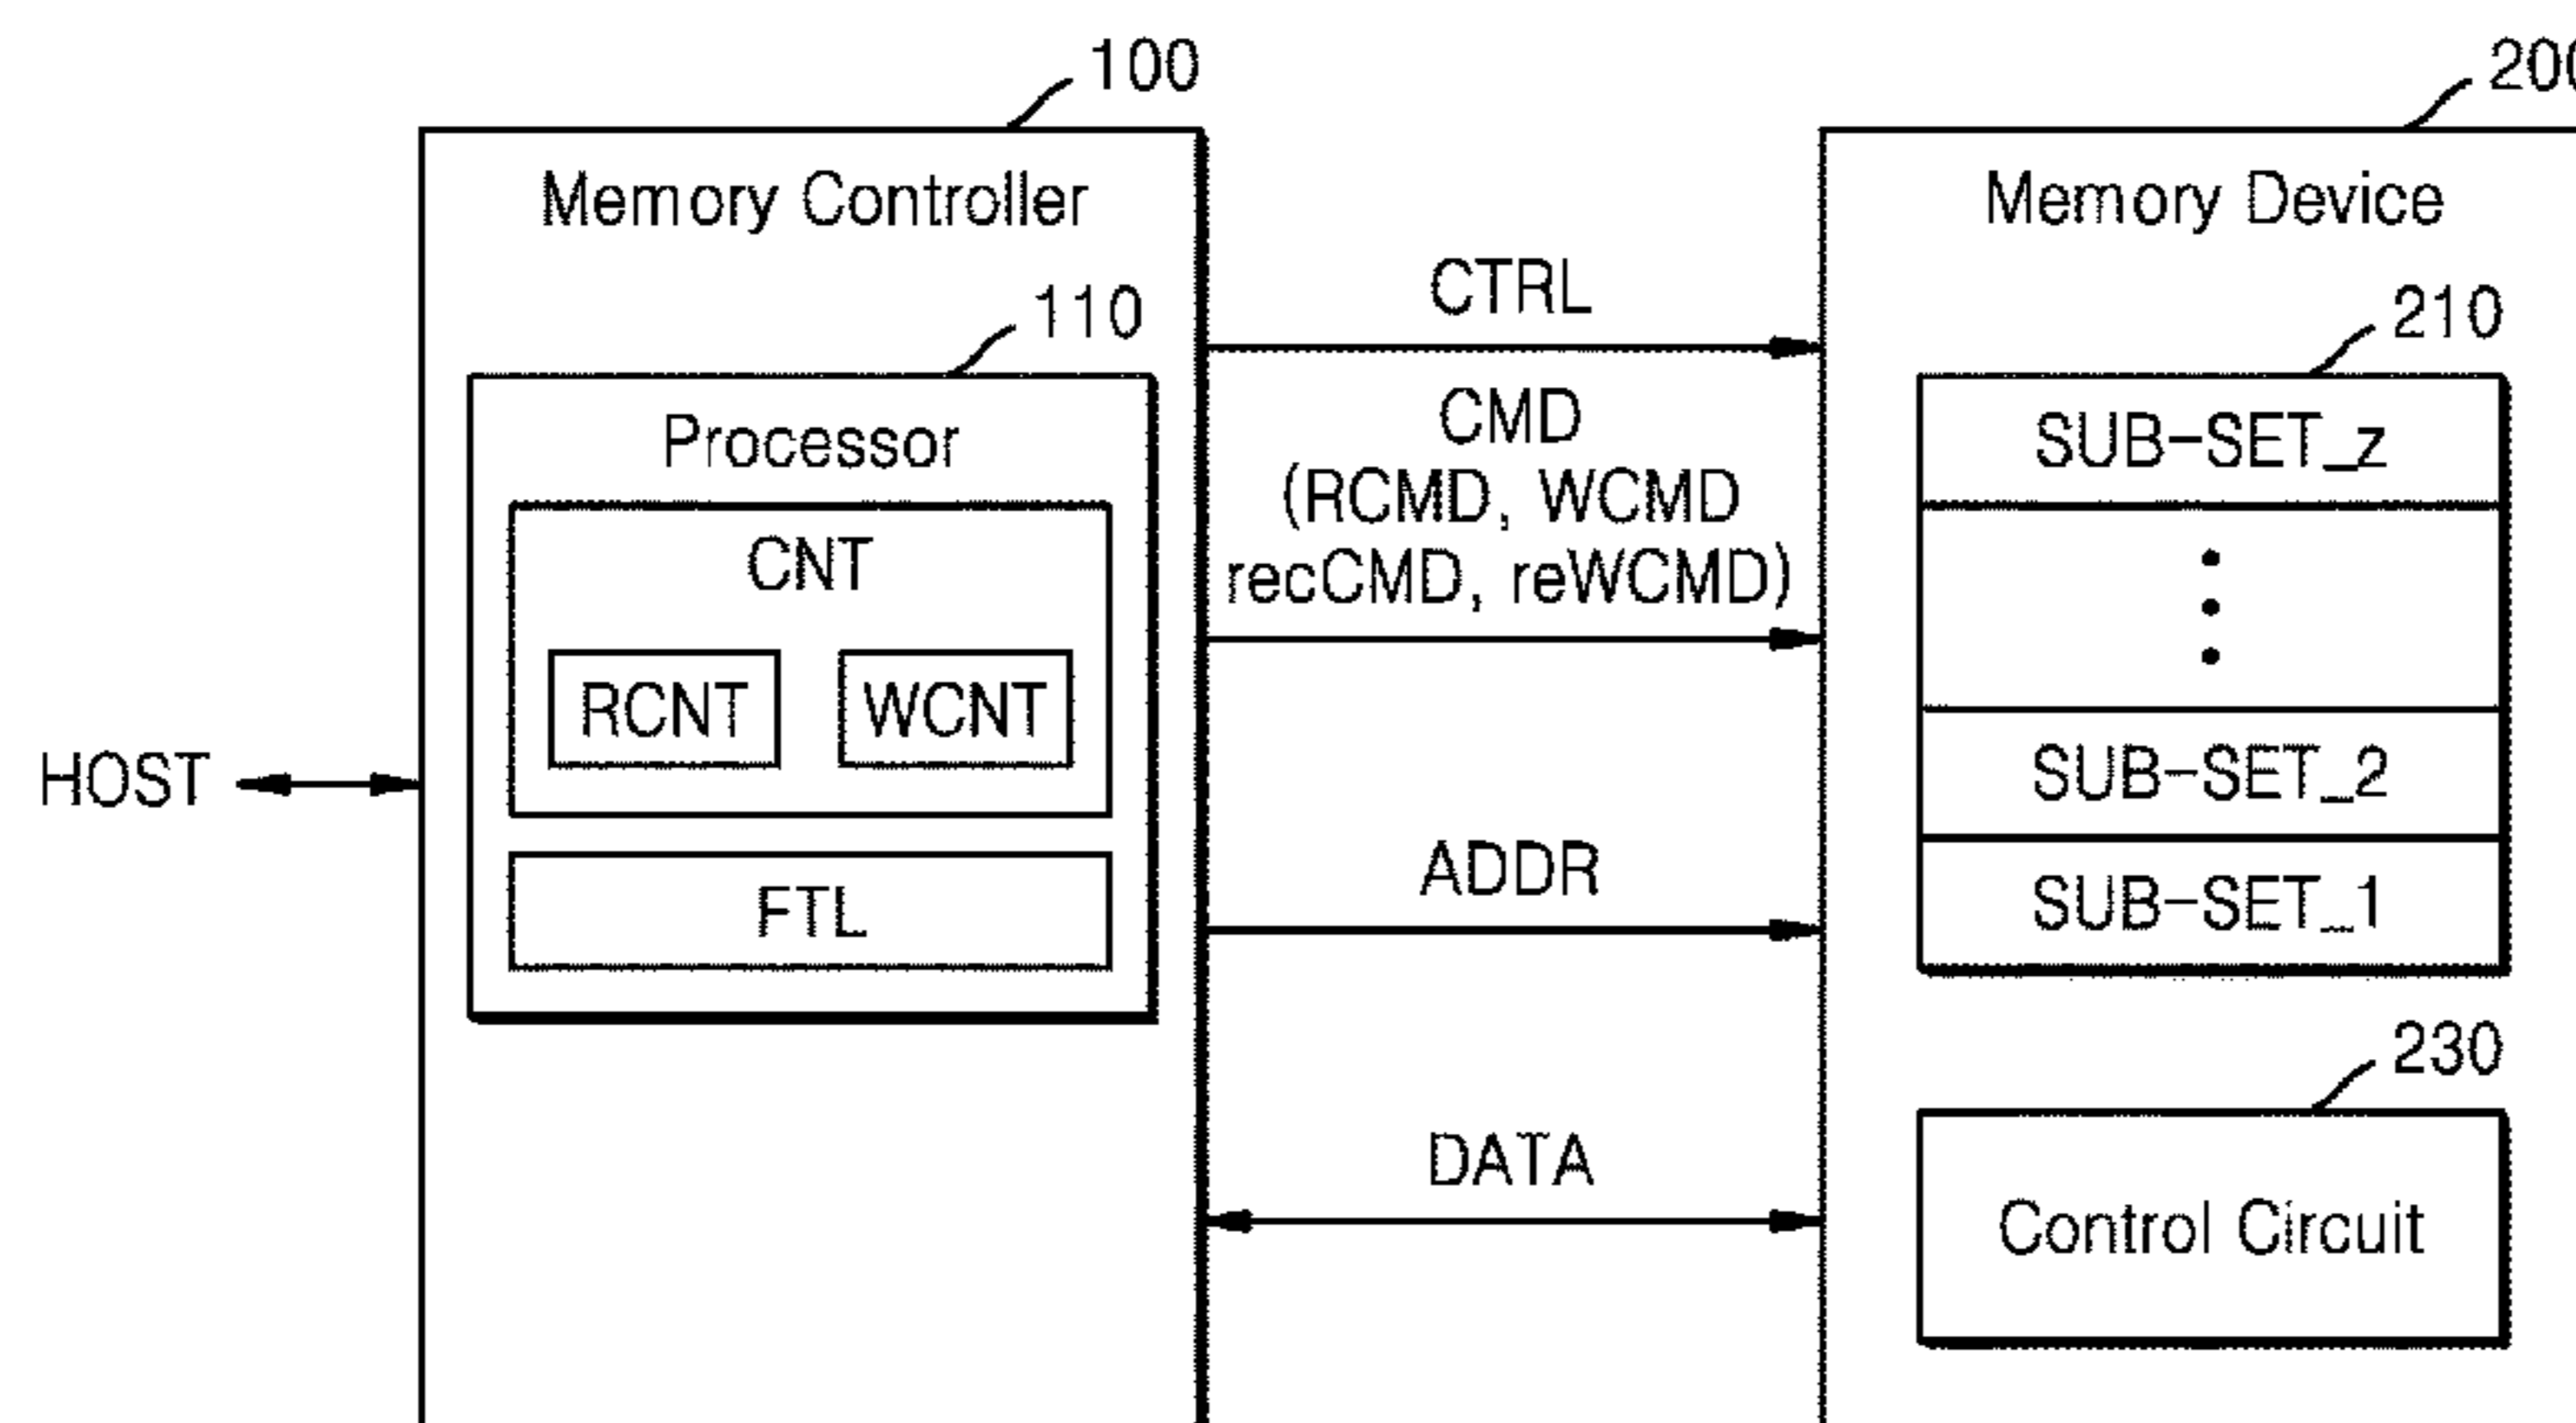 100
200
Memory Controller
Memory Device
110
210
Processor
CNT
RCNT
WCNT
FTL
HOST
CTRL
CMD
(RCMD, WCMD
recCMD, reWCMD)
ADDR
DATA
SUB-SET_z
SUB-SET_2
SUB-SET_1
230
Control Circuit